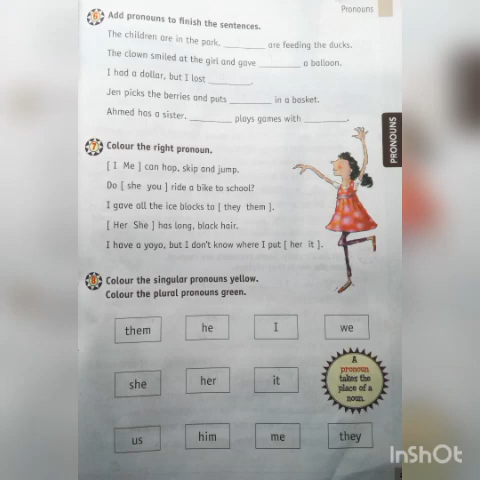 Pronouns
6 Add pronouns to finish the sentences.
The children are in the park. ________ are feeding the ducks.
The clown smiled at the girl and gave ________ a balloon.
I had a dollar, but I lost ________.
Jen picks the berries and puts ________ in a basket.
Ahmed has a sister. ________ plays games with ________.
PRONOUNS
7 Colour the right pronoun.
[ I Me ] can hop, skip and jump.
Do [ she you ] ride a bike to school?
I gave all the ice blocks to [ they them ].
[ Her She ] has long, black hair.
I have a yoyo, but I don't know where I put [ her it ].
8 Colour the singular pronouns yellow.
Colour the plural pronouns green.
them he I we
she her it
A
pronoun
takes the
place of a
noun.
us him me they
InShOt